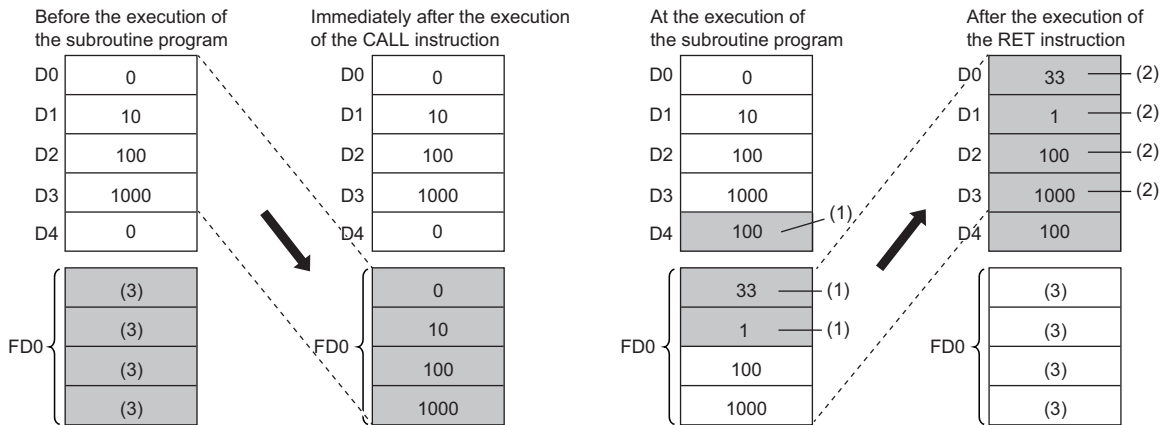 Before the execution of
the subroutine program
D0 0
D1 10
D2 100
D3 1000
D4 0
FD0
(3)
(3)
(3)
(3)
Immediately after the execution
of the CALL instruction
D0 0
D1 10
D2 100
D3 1000
D4 0
FD0
0
10
100
1000
At the execution of
the subroutine program
D0 0
D1 10
D2 100
D3 1000
(1)
D4 100
FD0
33 (1)
1 (1)
100
1000
After the execution of
the RET instruction
D0 33 (2)
D1 1 (2)
D2 100 (2)
D3 1000 (2)
D4 100
FD0
(3)
(3)
(3)
(3)